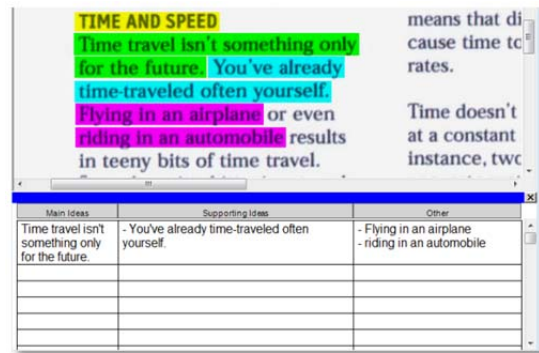 TIME AND SPEED
Time travel isn't something only
for the future. You've already
time-traveled often yourself.
Flying in an airplane or even
riding in an automobile results
in teeny bits of time travel.
means that di
cause time to
rates.
Time doesn't
at a constant
instance, two
Main Ideas
Supporting Ideas
Other
Time travel isn't
something only
for the future.
- You've already time-traveled often
yourself.
- Flying in an airplane
- riding in an automobile